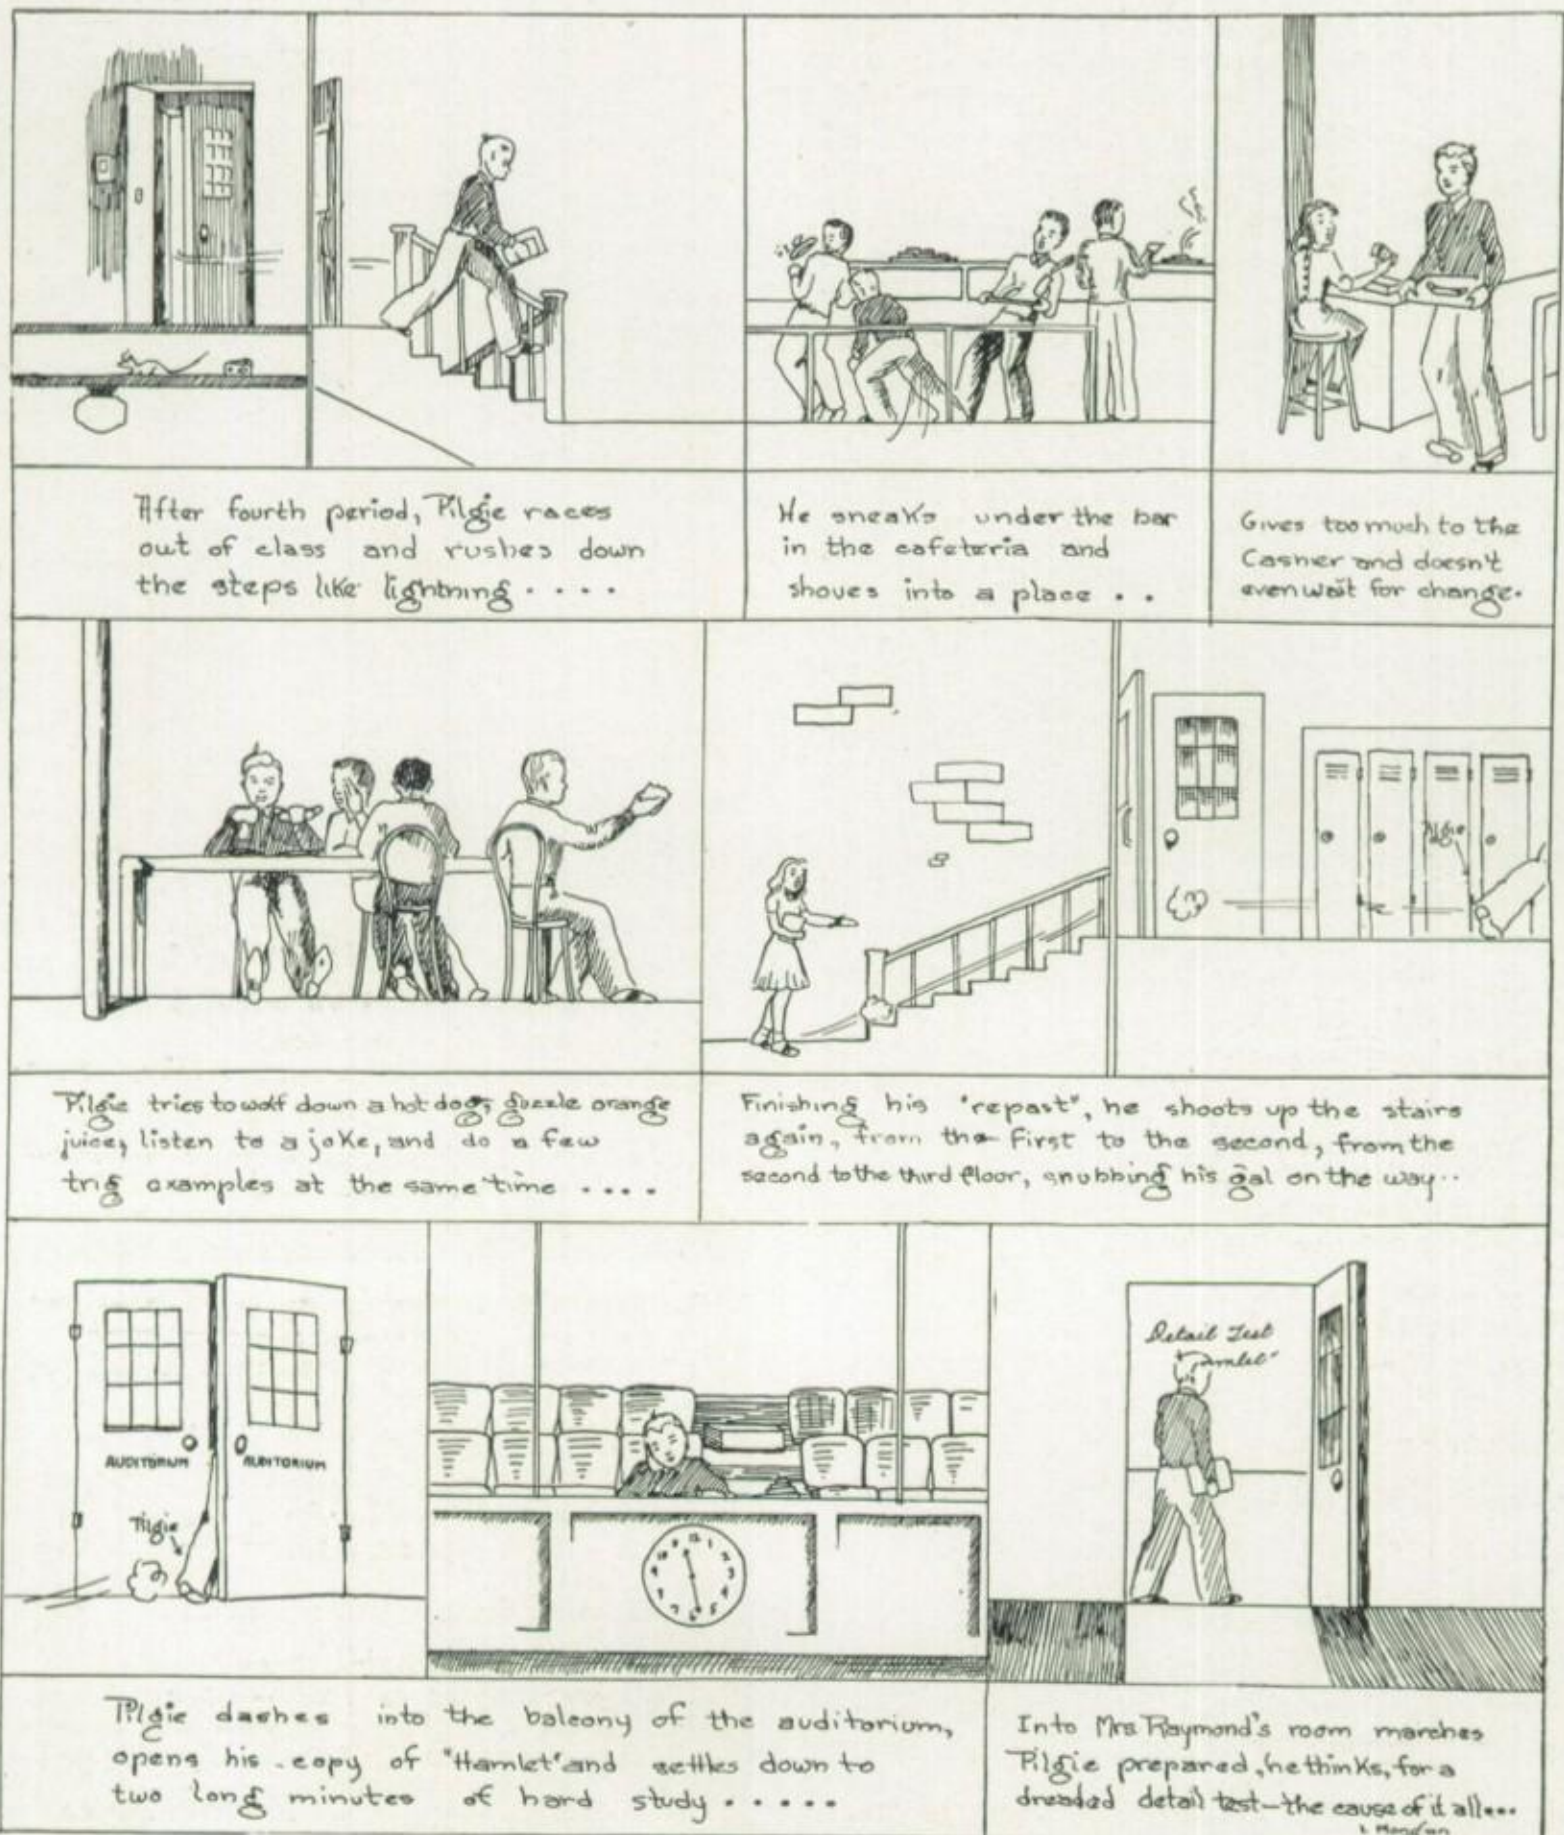 After fourth period, Pilgie races
out of class and rushes down
the steps like lightning . . . .
He sneaks under the bar
in the cafeteria and
shoves into a place . .
Gives too much to the
Cashier and doesn't
even wait for change.
Pilgie
Pilgie tries to wolf down a hot dog, guzzle orange
juice, listen to a joke, and do a few
trig examples at the same time . . . .
Finishing his "repast", he shoots up the stairs
again, from the first to the second, from the
second to the third floor, snubbing his gal on the way..
AUDITORIUM AUDITORIUM
Pilgie
Detail Test
Pilgie dashes into the balcony of the auditorium,
opens his copy of "Hamlet" and settles down to
two long minutes of hard study . . . . .
Into Mrs Raymond's room marches
Pilgie prepared, he thinks, for a
dreaded detail test—the cause of it all...